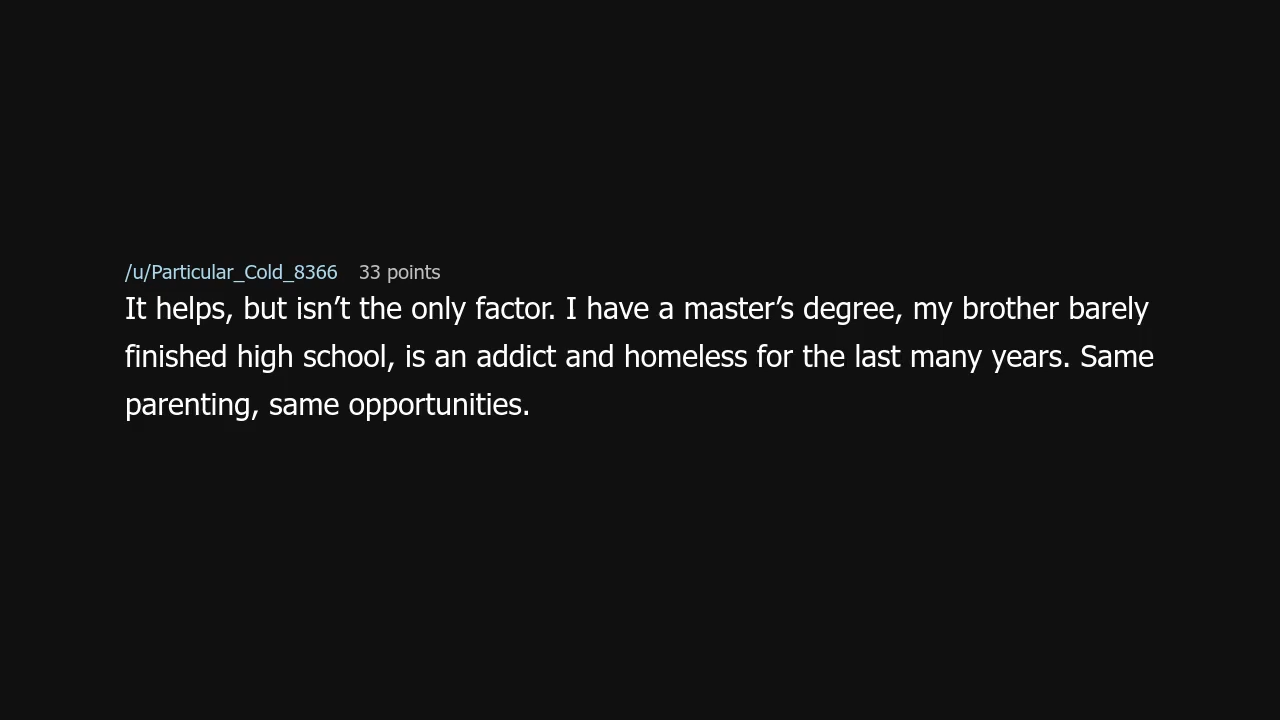 /u/Particular_Cold_8366 33 points
It helps, but isn’t the only factor. I have a master’s degree, my brother barely
finished high school, is an addict and homeless for the last many years. Same
parenting, same opportunities.